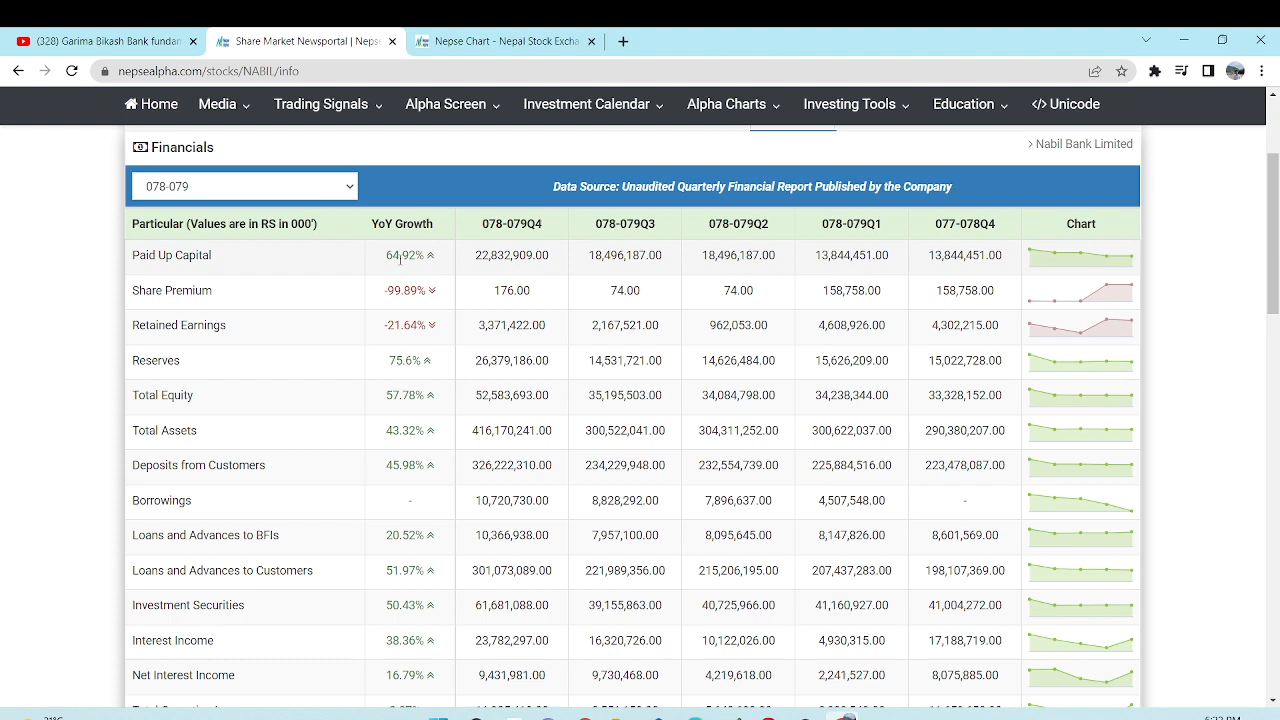 (328) Garima Bikash Bank fundan
Share Market Newsportal | Nepse
Nepse Chart - Nepal Stock Excha
nepsealpha.com/stocks/NABIL/info
Home Media Trading Signals Alpha Screen Investment Calendar Alpha Charts Investing Tools Education </> Unicode
Financials
> Nabil Bank Limited
078-079 Data Source: Unaudited Quarterly Financial Report Published by the Company
Particular (Values are in RS in 000') YoY Growth 078-079Q4 078-079Q3 078-079Q2 078-079Q1 077-078Q4 Chart
Paid Up Capital 64.92% 22,832,909.00 18,496,187.00 18,496,187.00 13,844,451.00 13,844,451.00
Share Premium -99.89% 176.00 74.00 74.00 158,758.00 158,758.00
Retained Earnings -21.64% 3,371,422.00 2,167,521.00 962,053.00 4,608,926.00 4,302,215.00
Reserves 75.6% 26,379,186.00 14,531,721.00 14,626,484.00 15,626,209.00 15,022,728.00
Total Equity 57.78% 52,583,693.00 35,195,503.00 34,084,798.00 34,238,344.00 33,328,152.00
Total Assets 43.32% 416,170,241.00 300,522,041.00 304,311,252.00 300,622,037.00 290,380,207.00
Deposits from Customers 45.98% 326,222,310.00 234,229,948.00 232,554,739.00 225,884,516.00 223,478,087.00
Borrowings - 10,720,730.00 8,828,292.00 7,896,637.00 4,507,548.00 -
Loans and Advances to BFIs 20.52% 10,366,938.00 7,957,100.00 8,095,645.00 8,147,826.00 8,601,569.00
Loans and Advances to Customers 51.97% 301,073,089.00 221,989,356.00 215,206,195.00 207,437,283.00 198,107,369.00
Investment Securities 50.43% 61,681,088.00 39,155,863.00 40,725,966.00 41,160,927.00 41,004,272.00
Interest Income 38.36% 23,782,297.00 16,320,726.00 10,122,026.00 4,930,315.00 17,188,719.00
Net Interest Income 16.79% 9,431,981.00 9,730,468.00 4,219,618.00 2,241,527.00 8,075,885.00